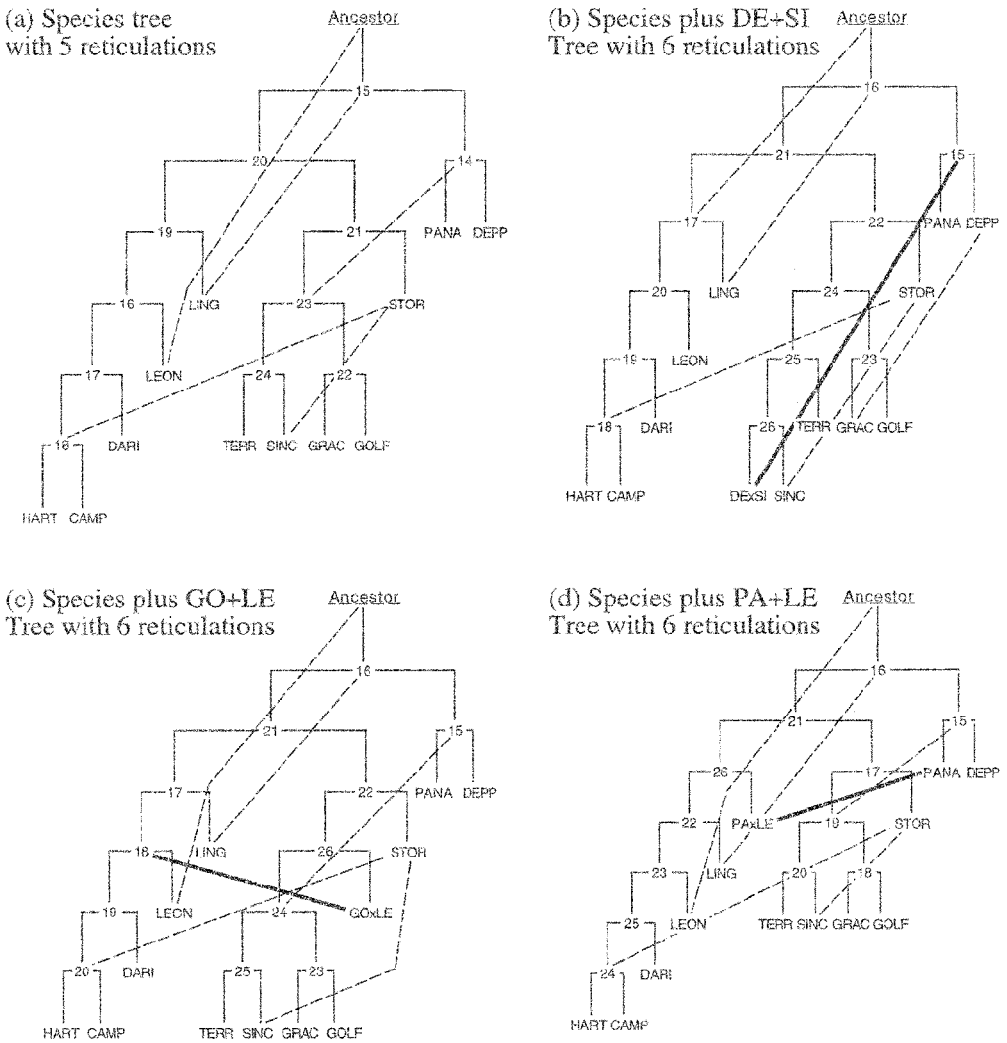 (a) Species tree
with 5 reticulations
Ancestor
15
20
14
19
21
PANA DEPP
16
LING
23
STOR
17
LEON
24
22
16
DARI
TERR SINC GRAC GOLF
HART CAMP
(b) Species plus DE+SI
Tree with 6 reticulations
Ancestor
16
21
15
17
22
PANA DEPP
20
LING
24
STOR
19
LEON
25
23
18
DARI
26
TERR GRAC GOLF
HART CAMP
DExSI SINC
(c) Species plus GO+LE
Tree with 6 reticulations
Ancestor
16
21
15
17
22
PANA DEPP
18
LING
26
STOR
19
LEON
24
GOxLE
20
DARI
25
23
HART CAMP
TERR SINC GRAC GOLF
(d) Species plus PA+LE
Tree with 6 reticulations
Ancestor
16
21
15
26
17
PANA DEPP
22
PAxLE
19
STOR
23
LING
20
18
25
LEON
TERR SINC GRAC GOLF
24
DARI
HART CAMP